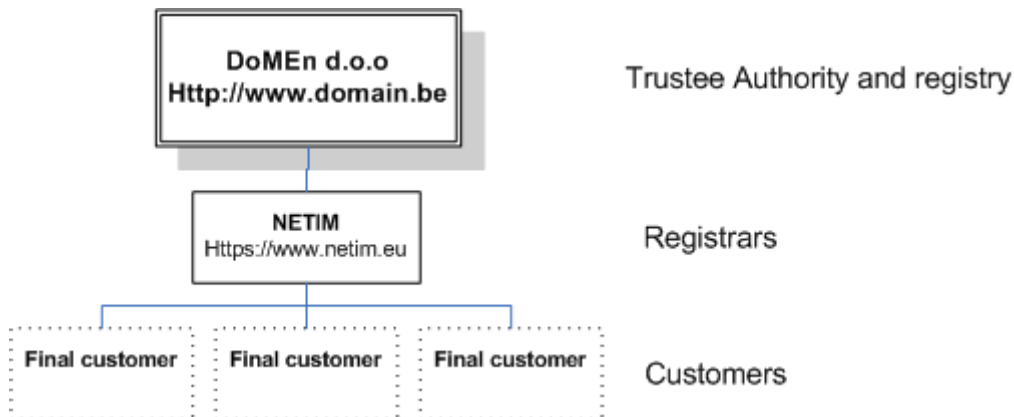 DoMEn d.o.o
Http://www.domain.be
Trustee Authority and registry
NETIM
Https://www.netim.eu
Registrars
Final customer
Final customer
Final customer
Customers